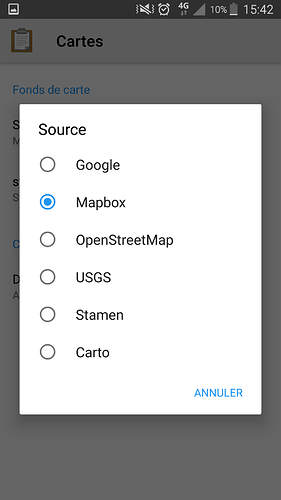 4G 10% 15:42
Cartes
Fonds de carte
Source
Google
Mapbox
OpenStreetMap
USGS
Stamen
Carto
ANNULER